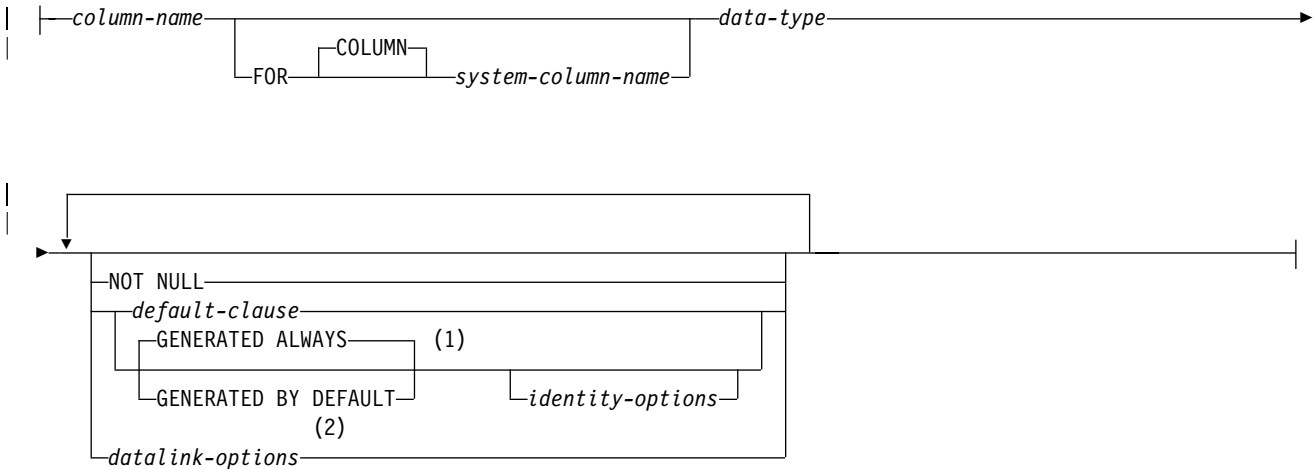 column-name data-type
COLUMN
FOR system-column-name
NOT NULL
default-clause
GENERATED ALWAYS (1)
GENERATED BY DEFAULT identity-options
(2)
datalink-options